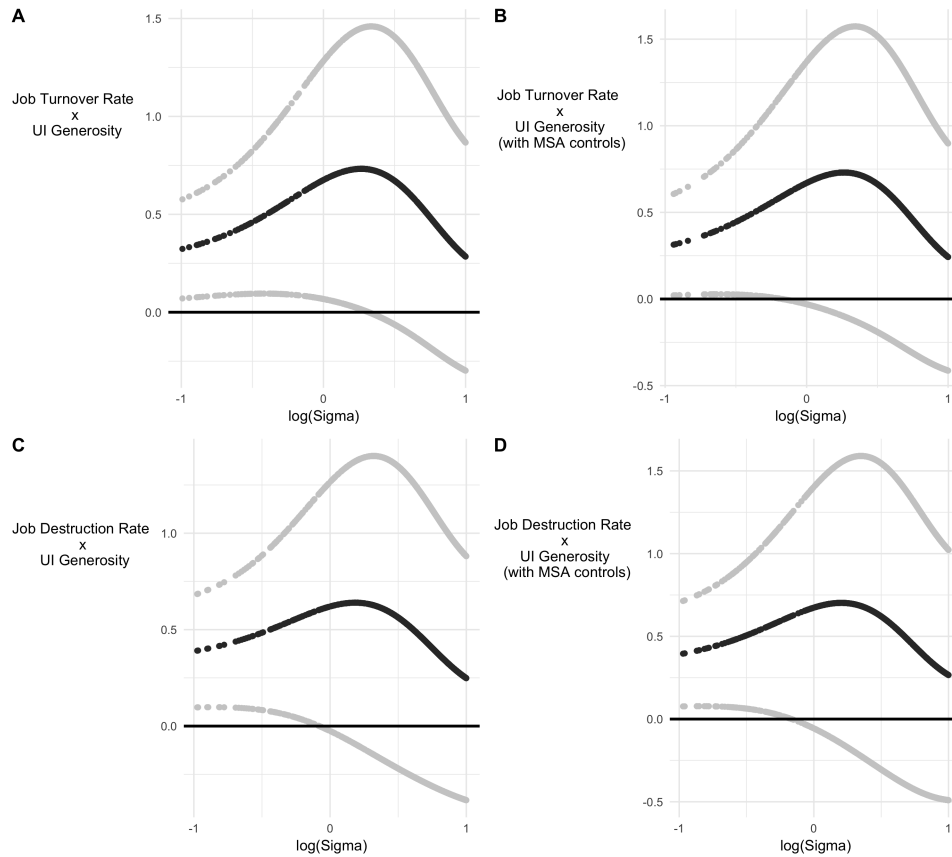 A
Job Turnover Rate
x
UI Generosity
1.5
1.0
0.5
0.0
-1
0
1
log(Sigma)
B
Job Turnover Rate
x
UI Generosity
(with MSA controls)
1.5
1.0
0.5
0.0
-0.5
-1
0
1
log(Sigma)
C
Job Destruction Rate
x
UI Generosity
1.0
0.5
0.0
-1
0
1
log(Sigma)
D
Job Destruction Rate
x
UI Generosity
(with MSA controls)
1.5
1.0
0.5
0.0
-0.5
-1
0
1
log(Sigma)